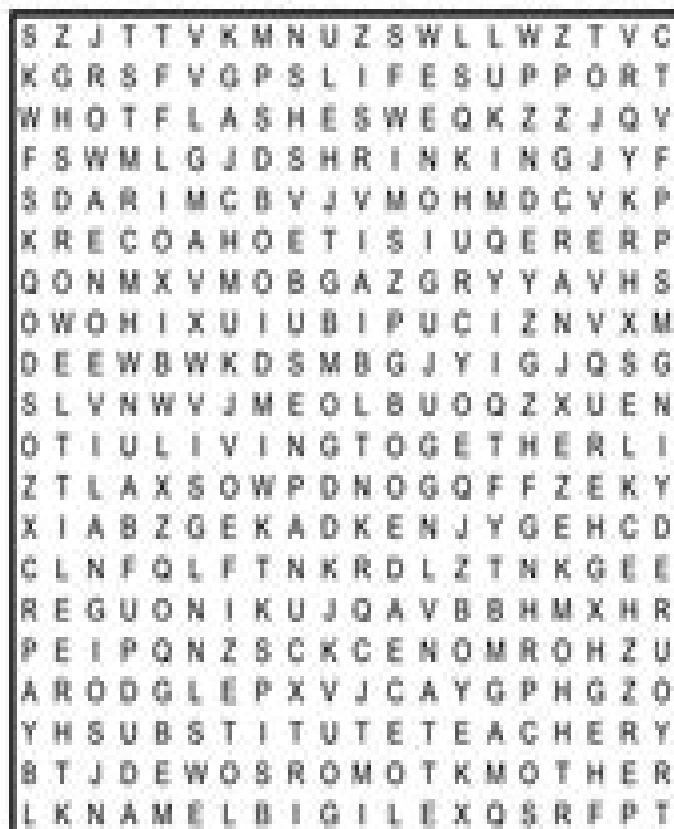 S Z J T T V K M N U Z S W L L W Z T V C
K G R S F V G P S L I F E S U P P O R T
W H O T F L A S H E S W E Q K Z Z J Q V
F S W M L G J D S H R I N K I N G J Y F
S D A R I M C B V J V M O H M D C V K P
K R E C O A H O E T I S I U Q E R E R P
Q O N M X V M O B G A Z G R Y Y A V H S
O W O H I X U I U B I P U C I Z N V X M
D E E W B W K D S M B G J Y I G J Q S G
S L V N W V J M E O L B U O Q Z X U E N
O T I U L I V I N G T O G E T H E R L I
Z T L A X S O W P D N O G Q F F Z E K Y
X I A B Z G E K A D K E N J Y G E H C D
C L N F Q L F T N K R D L Z T N K G E E
R E G U O N I K U J Q A V B B H M X H R
P E I P Q N Z S C K C E N O M R O H Z U
A R O D G L E P X V J C A Y G P H G Z O
Y H S U B S T I T U T E T E A C H E R Y
B T J D E W O S R O M O T K M O T H E R
L K N A M E L B I G I L E X Q S R F P T